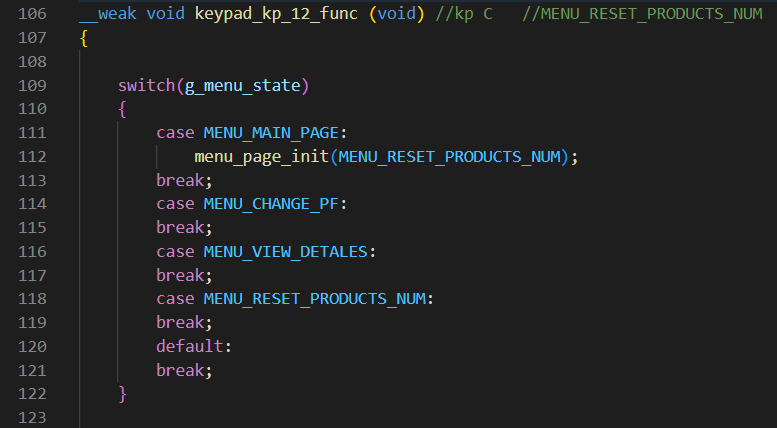 106 __weak void keypad_kp_12_func (void) //kp C   //MENU_RESET_PRODUCTS_NUM
107 {
108
109     switch(g_menu_state)
110     {
111         case MENU_MAIN_PAGE:
112             menu_page_init(MENU_RESET_PRODUCTS_NUM);
113         break;
114         case MENU_CHANGE_PF:
115         break;
116         case MENU_VIEW_DETALES:
117         break;
118         case MENU_RESET_PRODUCTS_NUM:
119         break;
120         default:
121         break;
122     }
123